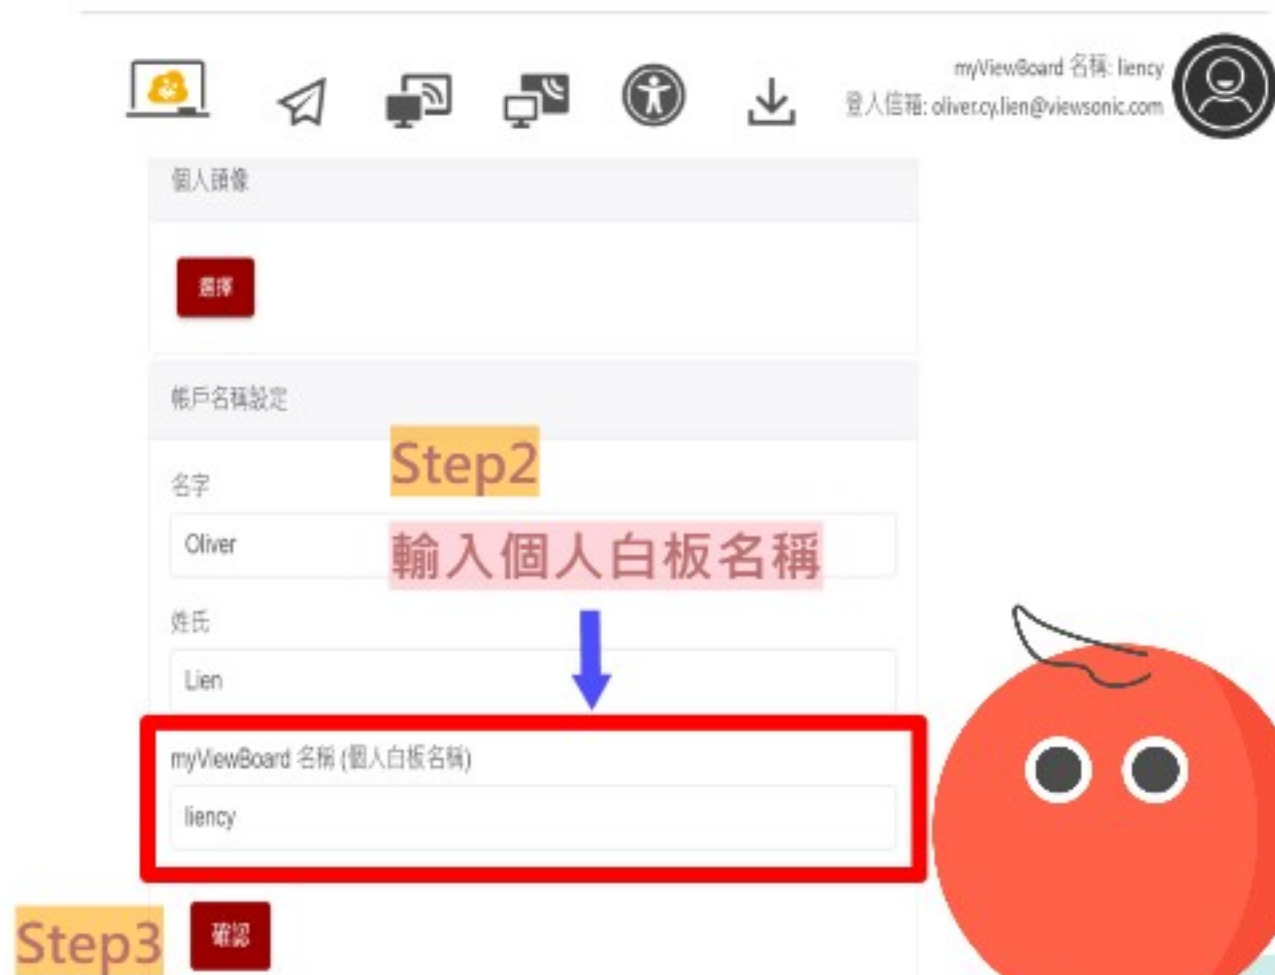 myViewBoard 名稱: liency
登入信箱: oliver.cy.lien@viewsonic.com
個人頭像
選擇
帳戶名稱設定
Step2
名字
Oliver
輸入個人白板名稱
姓氏
Lien
myViewBoard 名稱 (個人白板名稱)
liency
Step3
確認